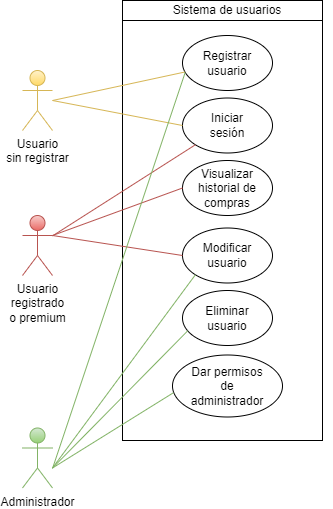 Sistema de usuarios
Registrar
usuario
Usuario
sin registrar
Iniciar
sesión
Visualizar
historial de
compras
Usuario
registrado
o premium
Modificar
usuario
Eliminar
usuario
Dar permisos
de
administrador
Administrador